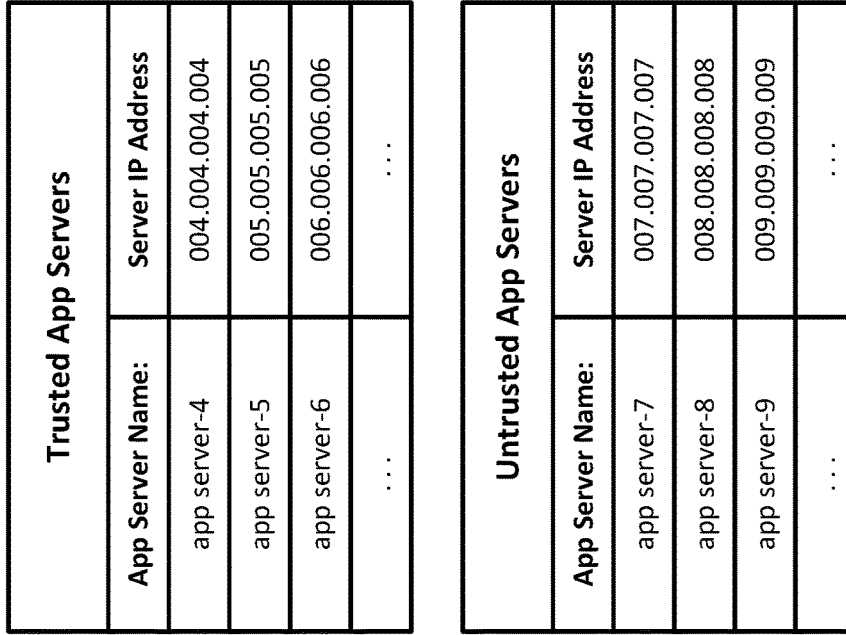 Trusted App Servers
App Server Name: Server IP Address
app server-4 004.004.004.004
app server-5 005.005.005.005
app server-6 006.006.006.006
. . . . . .
Untrusted App Servers
App Server Name: Server IP Address
app server-7 007.007.007.007
app server-8 008.008.008.008
app server-9 009.009.009.009
. . . . . .